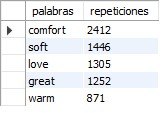 palabras repeticiones
comfort 2412
soft 1446
love 1305
great 1252
warm 871